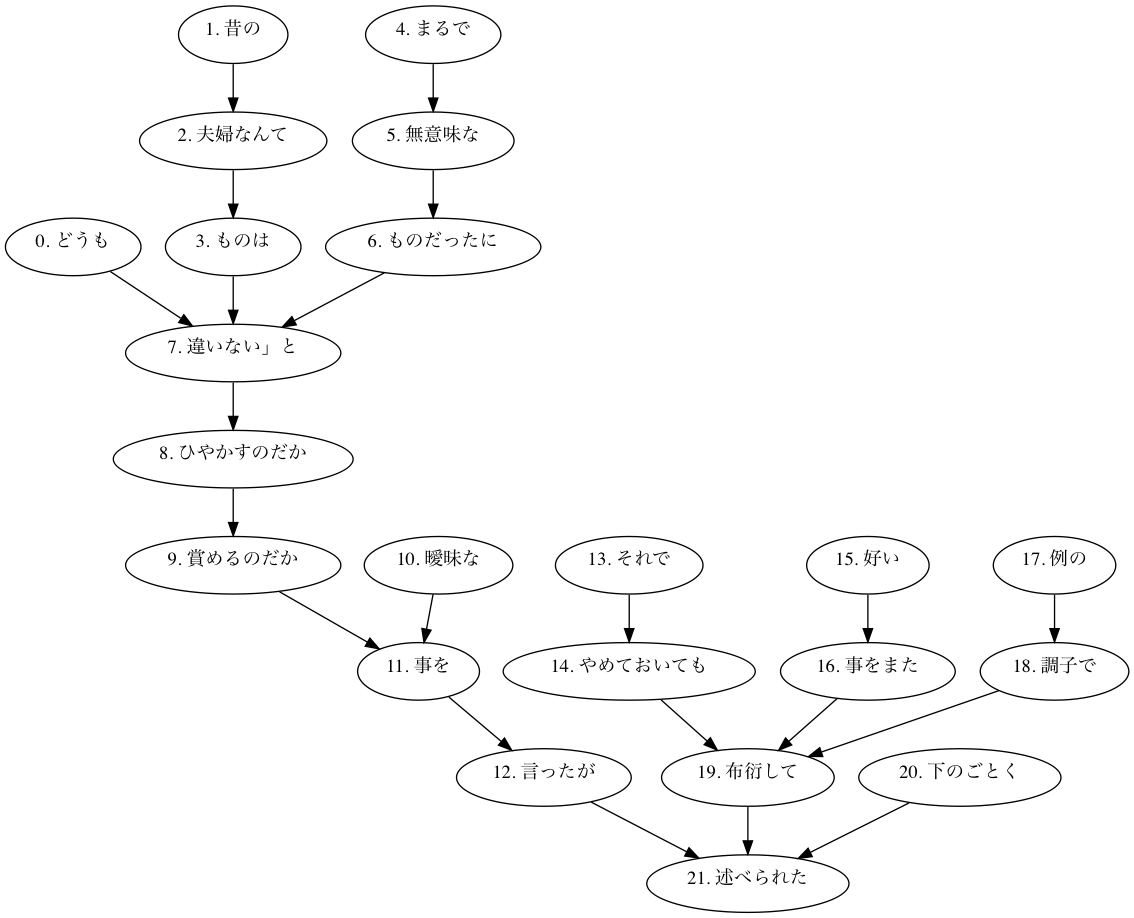 1. 昔の
4. まるで
2. 夫婦なんて
5. 無意味な
0. どうも
3. ものは
6. ものだったに
7. 違いない」と
8. ひやかすのだか
9. 賞めるのだか
10. 曖昧な
13. それで
15. 好い
17. 例の
11. 事を
14. やめておいても
16. 事をまた
18. 調子で
12. 言ったが
19. 布衍して
20. 下のごとく
21. 述べられた